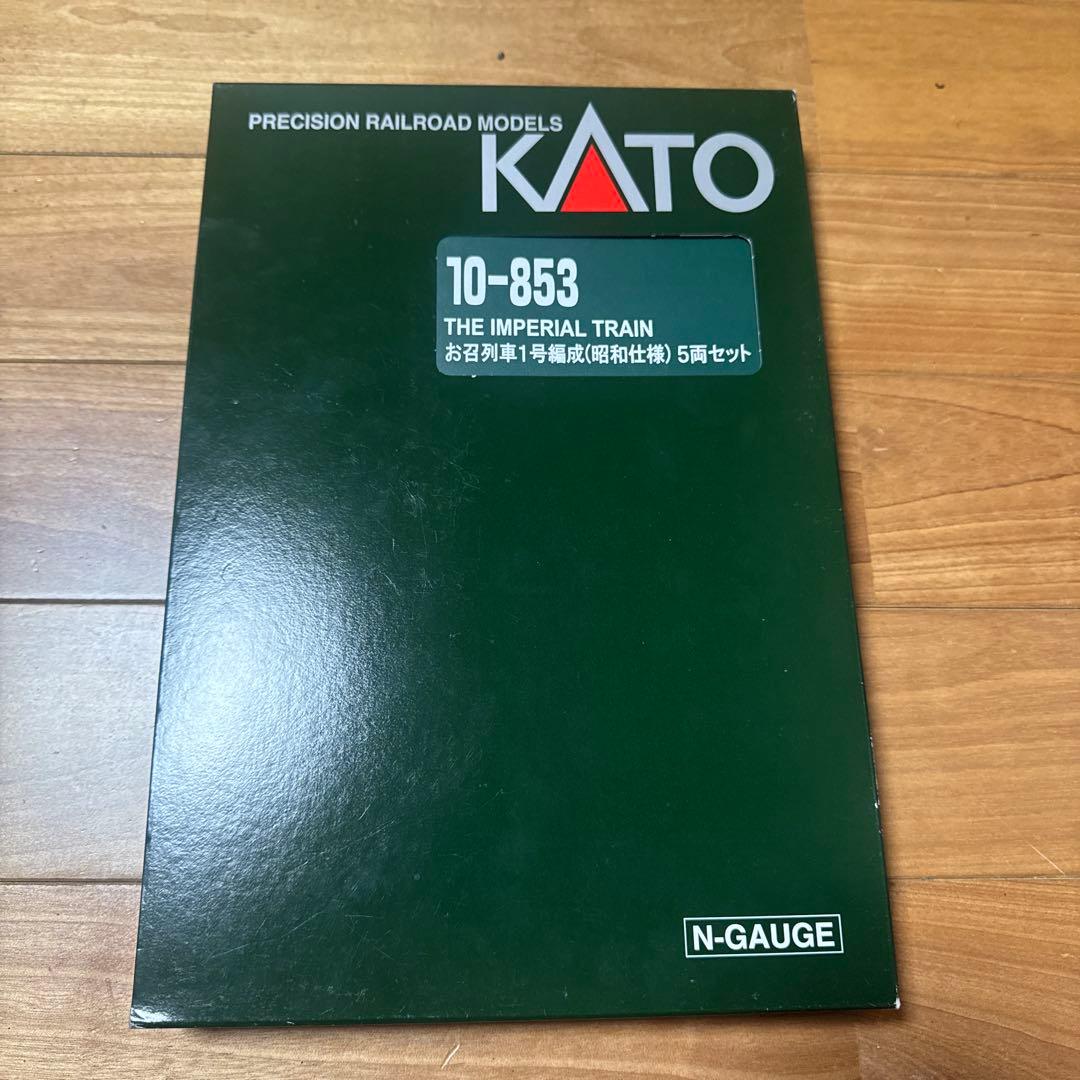 PRECISION RAILROAD MODELS
KATO
10-853
THE IMPERIAL TRAIN
お召列車1号編成(昭和仕様) 5両セット
N-GAUGE